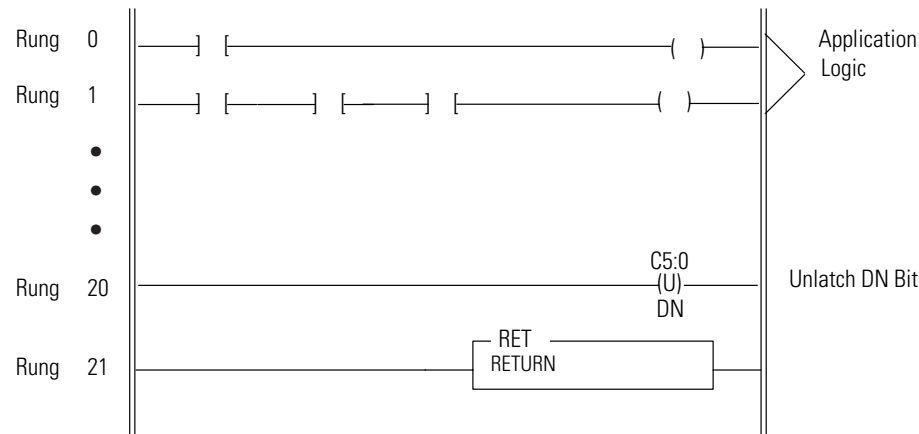 Rung 0
Application
Logic
Rung 1
C5:0
Rung 20
(U)
Unlatch DN Bit
DN
RET
Rung 21
RETURN